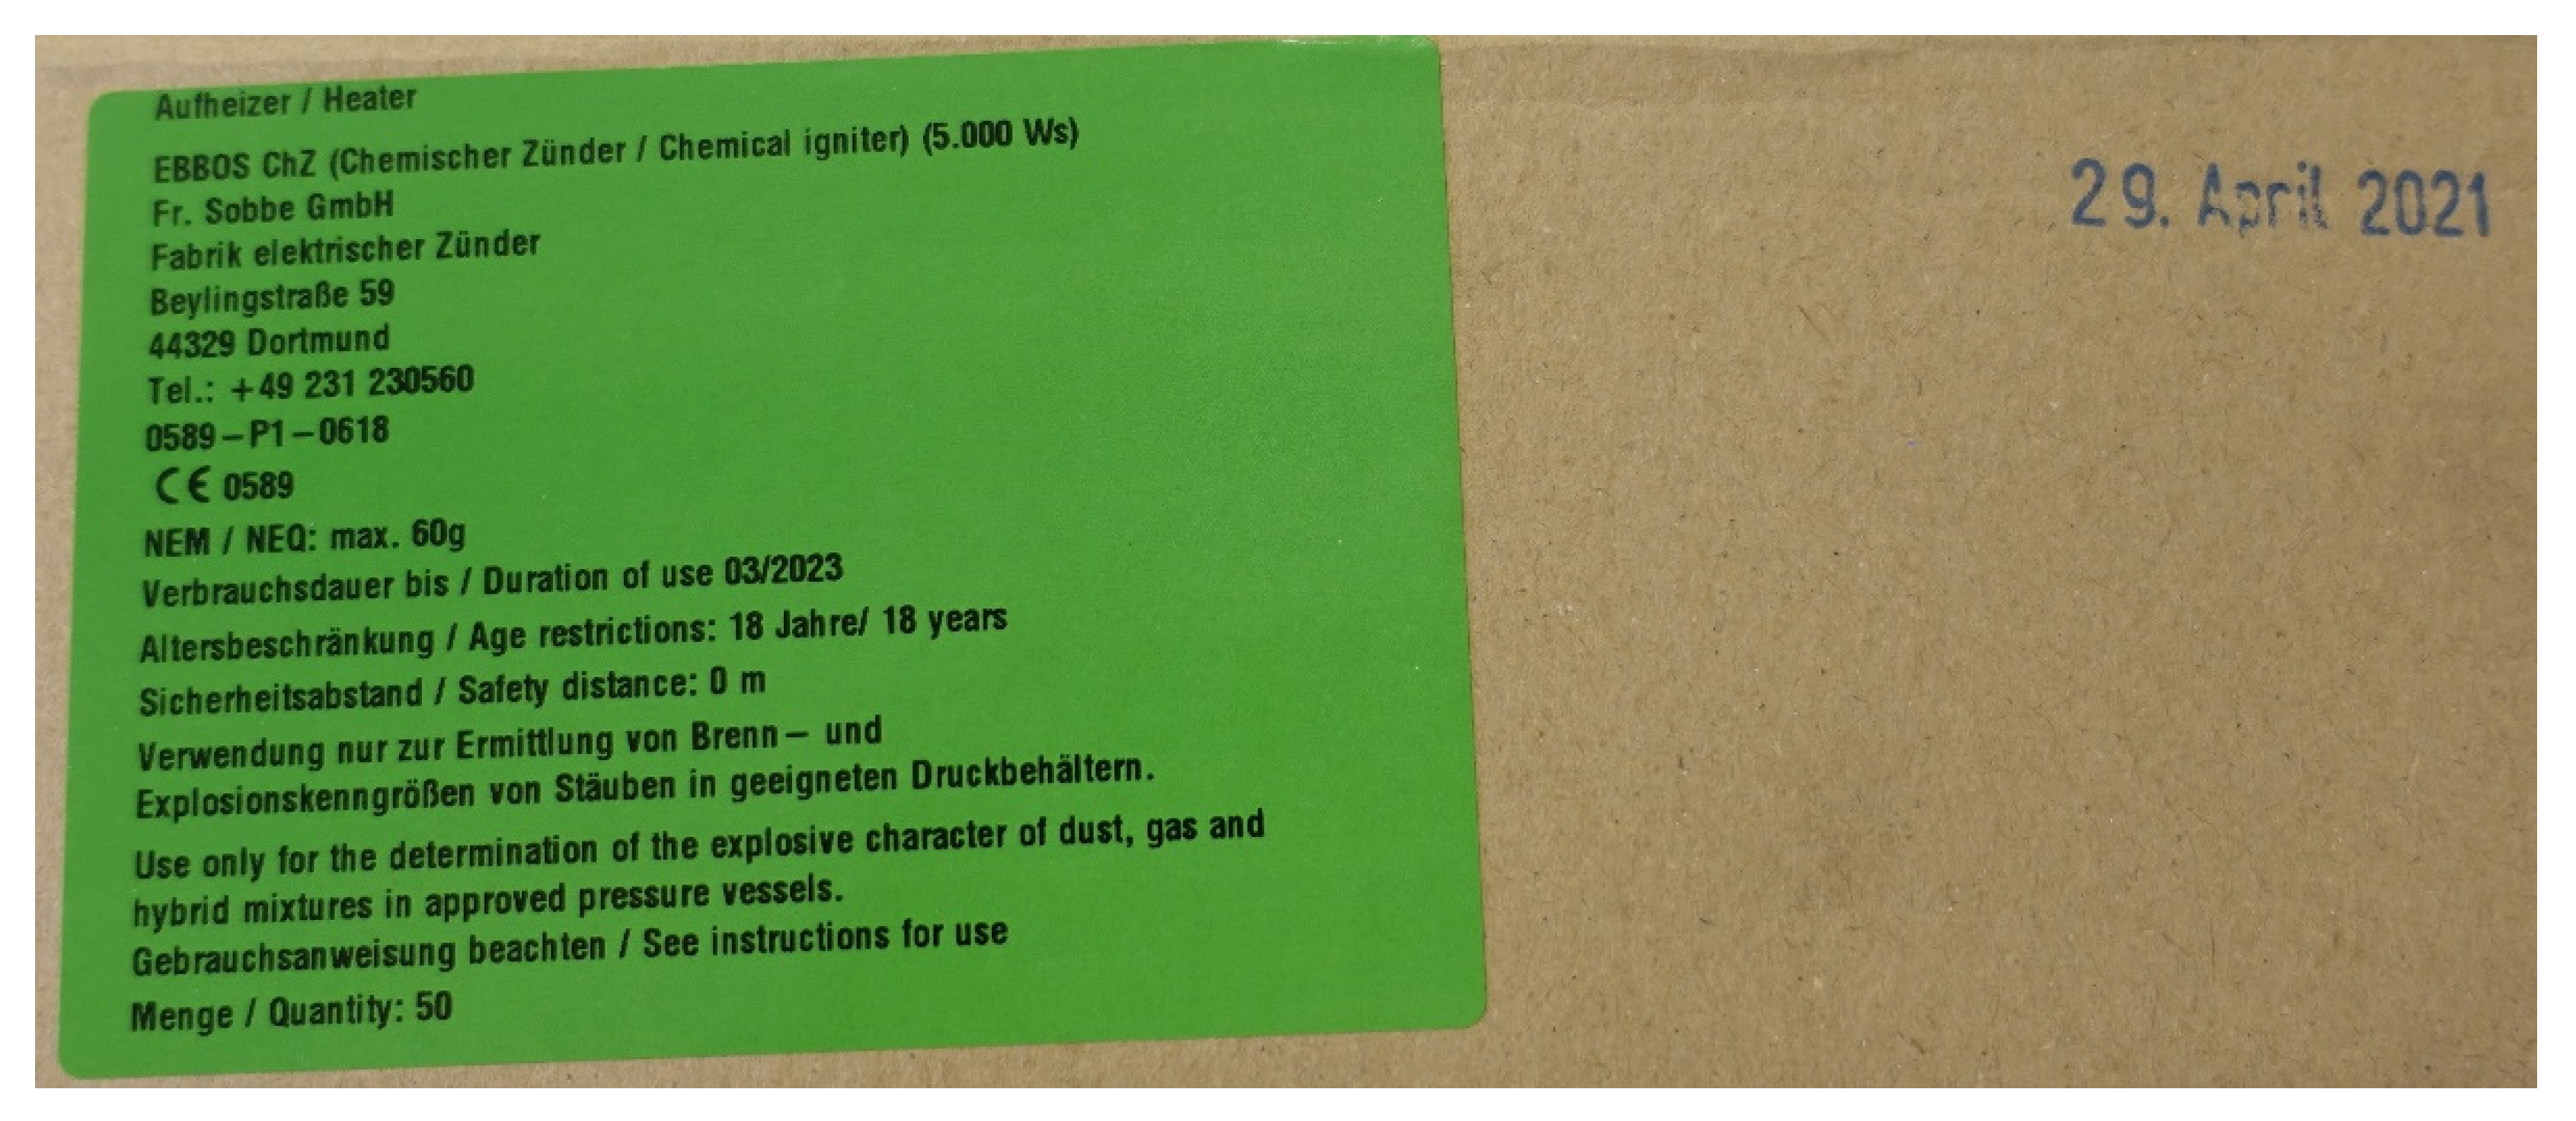 Aufheizer / Heater
EBBOS ChZ (Chemischer Zünder / Chemical igniter) (5.000 Ws)
Fr. Sobbe GmbH
Fabrik elektrischer Zünder
Beylingstraße 59
44329 Dortmund
Tel.: +49 231 230560
0589-P1-0618
CE 0589
NEM / NEQ: max. 60g
Verbrauchsdauer bis / Duration of use 03/2023
Altersbeschränkung / Age restrictions: 18 Jahre/ 18 years
Sicherheitsabstand / Safety distance: 0 m
Verwendung nur zur Ermittlung von Brenn- und
Explosionskenngrößen von Stäuben in geeigneten Druckbehältern.
Use only for the determination of the explosive character of dust, gas and
hybrid mixtures in approved pressure vessels.
Gebrauchsanweisung beachten / See instructions for use
Menge / Quantity: 50
29. April 2021